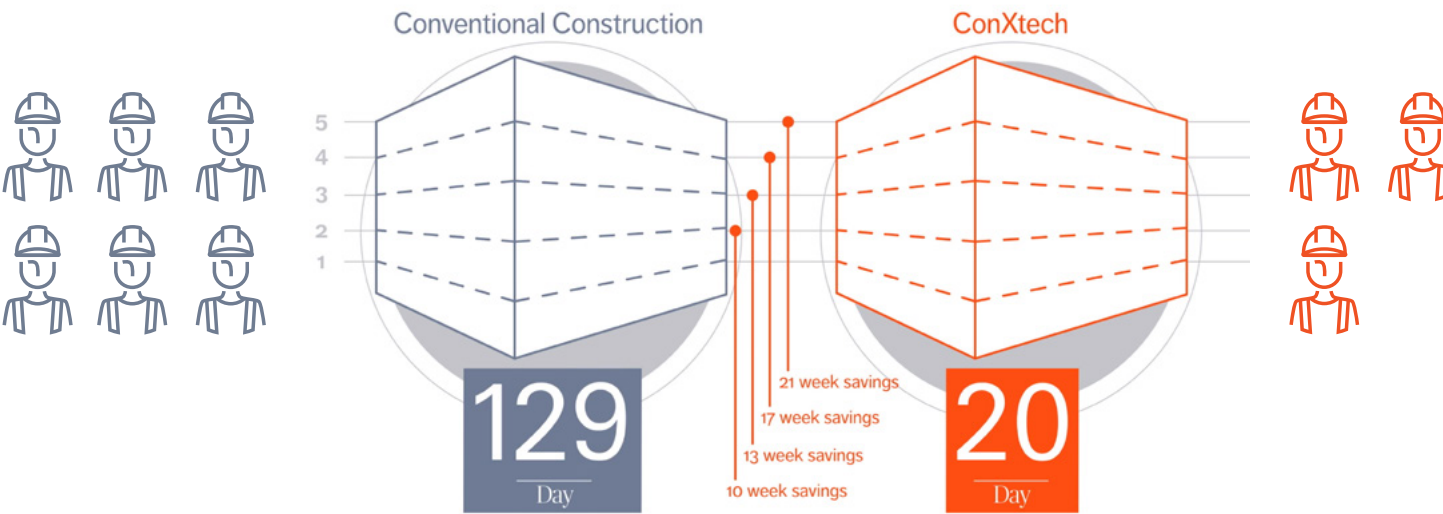 Conventional Construction
ConXtech
5
4
3
2
1
21 week savings
17 week savings
13 week savings
10 week savings
129
Day
20
Day